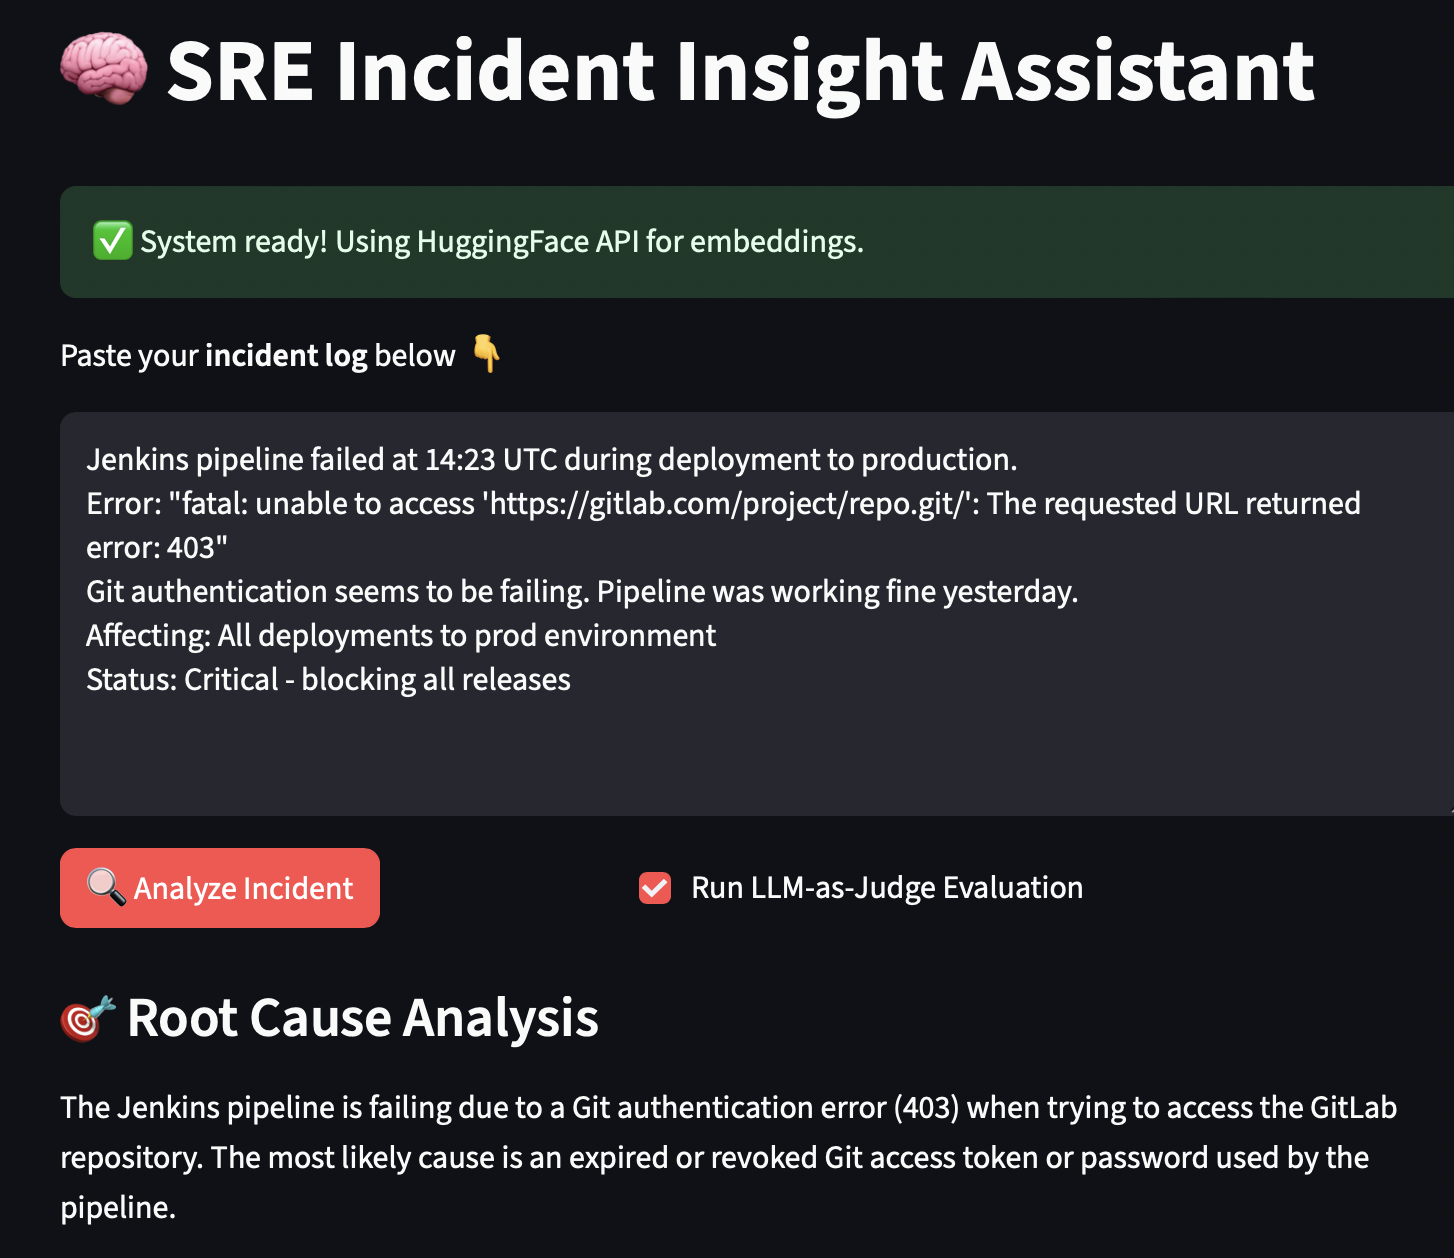 🧠 SRE Incident Insight Assistant
✅ System ready! Using HuggingFace API for embeddings.
Paste your incident log below 👇
Jenkins pipeline failed at 14:23 UTC during deployment to production.
Error: "fatal: unable to access 'https://gitlab.com/project/repo.git/': The requested URL returned
error: 403"
Git authentication seems to be failing. Pipeline was working fine yesterday.
Affecting: All deployments to prod environment
Status: Critical - blocking all releases
🔍 Analyze Incident
Run LLM-as-Judge Evaluation
🎯 Root Cause Analysis
The Jenkins pipeline is failing due to a Git authentication error (403) when trying to access the GitLab
repository. The most likely cause is an expired or revoked Git access token or password used by the
pipeline.